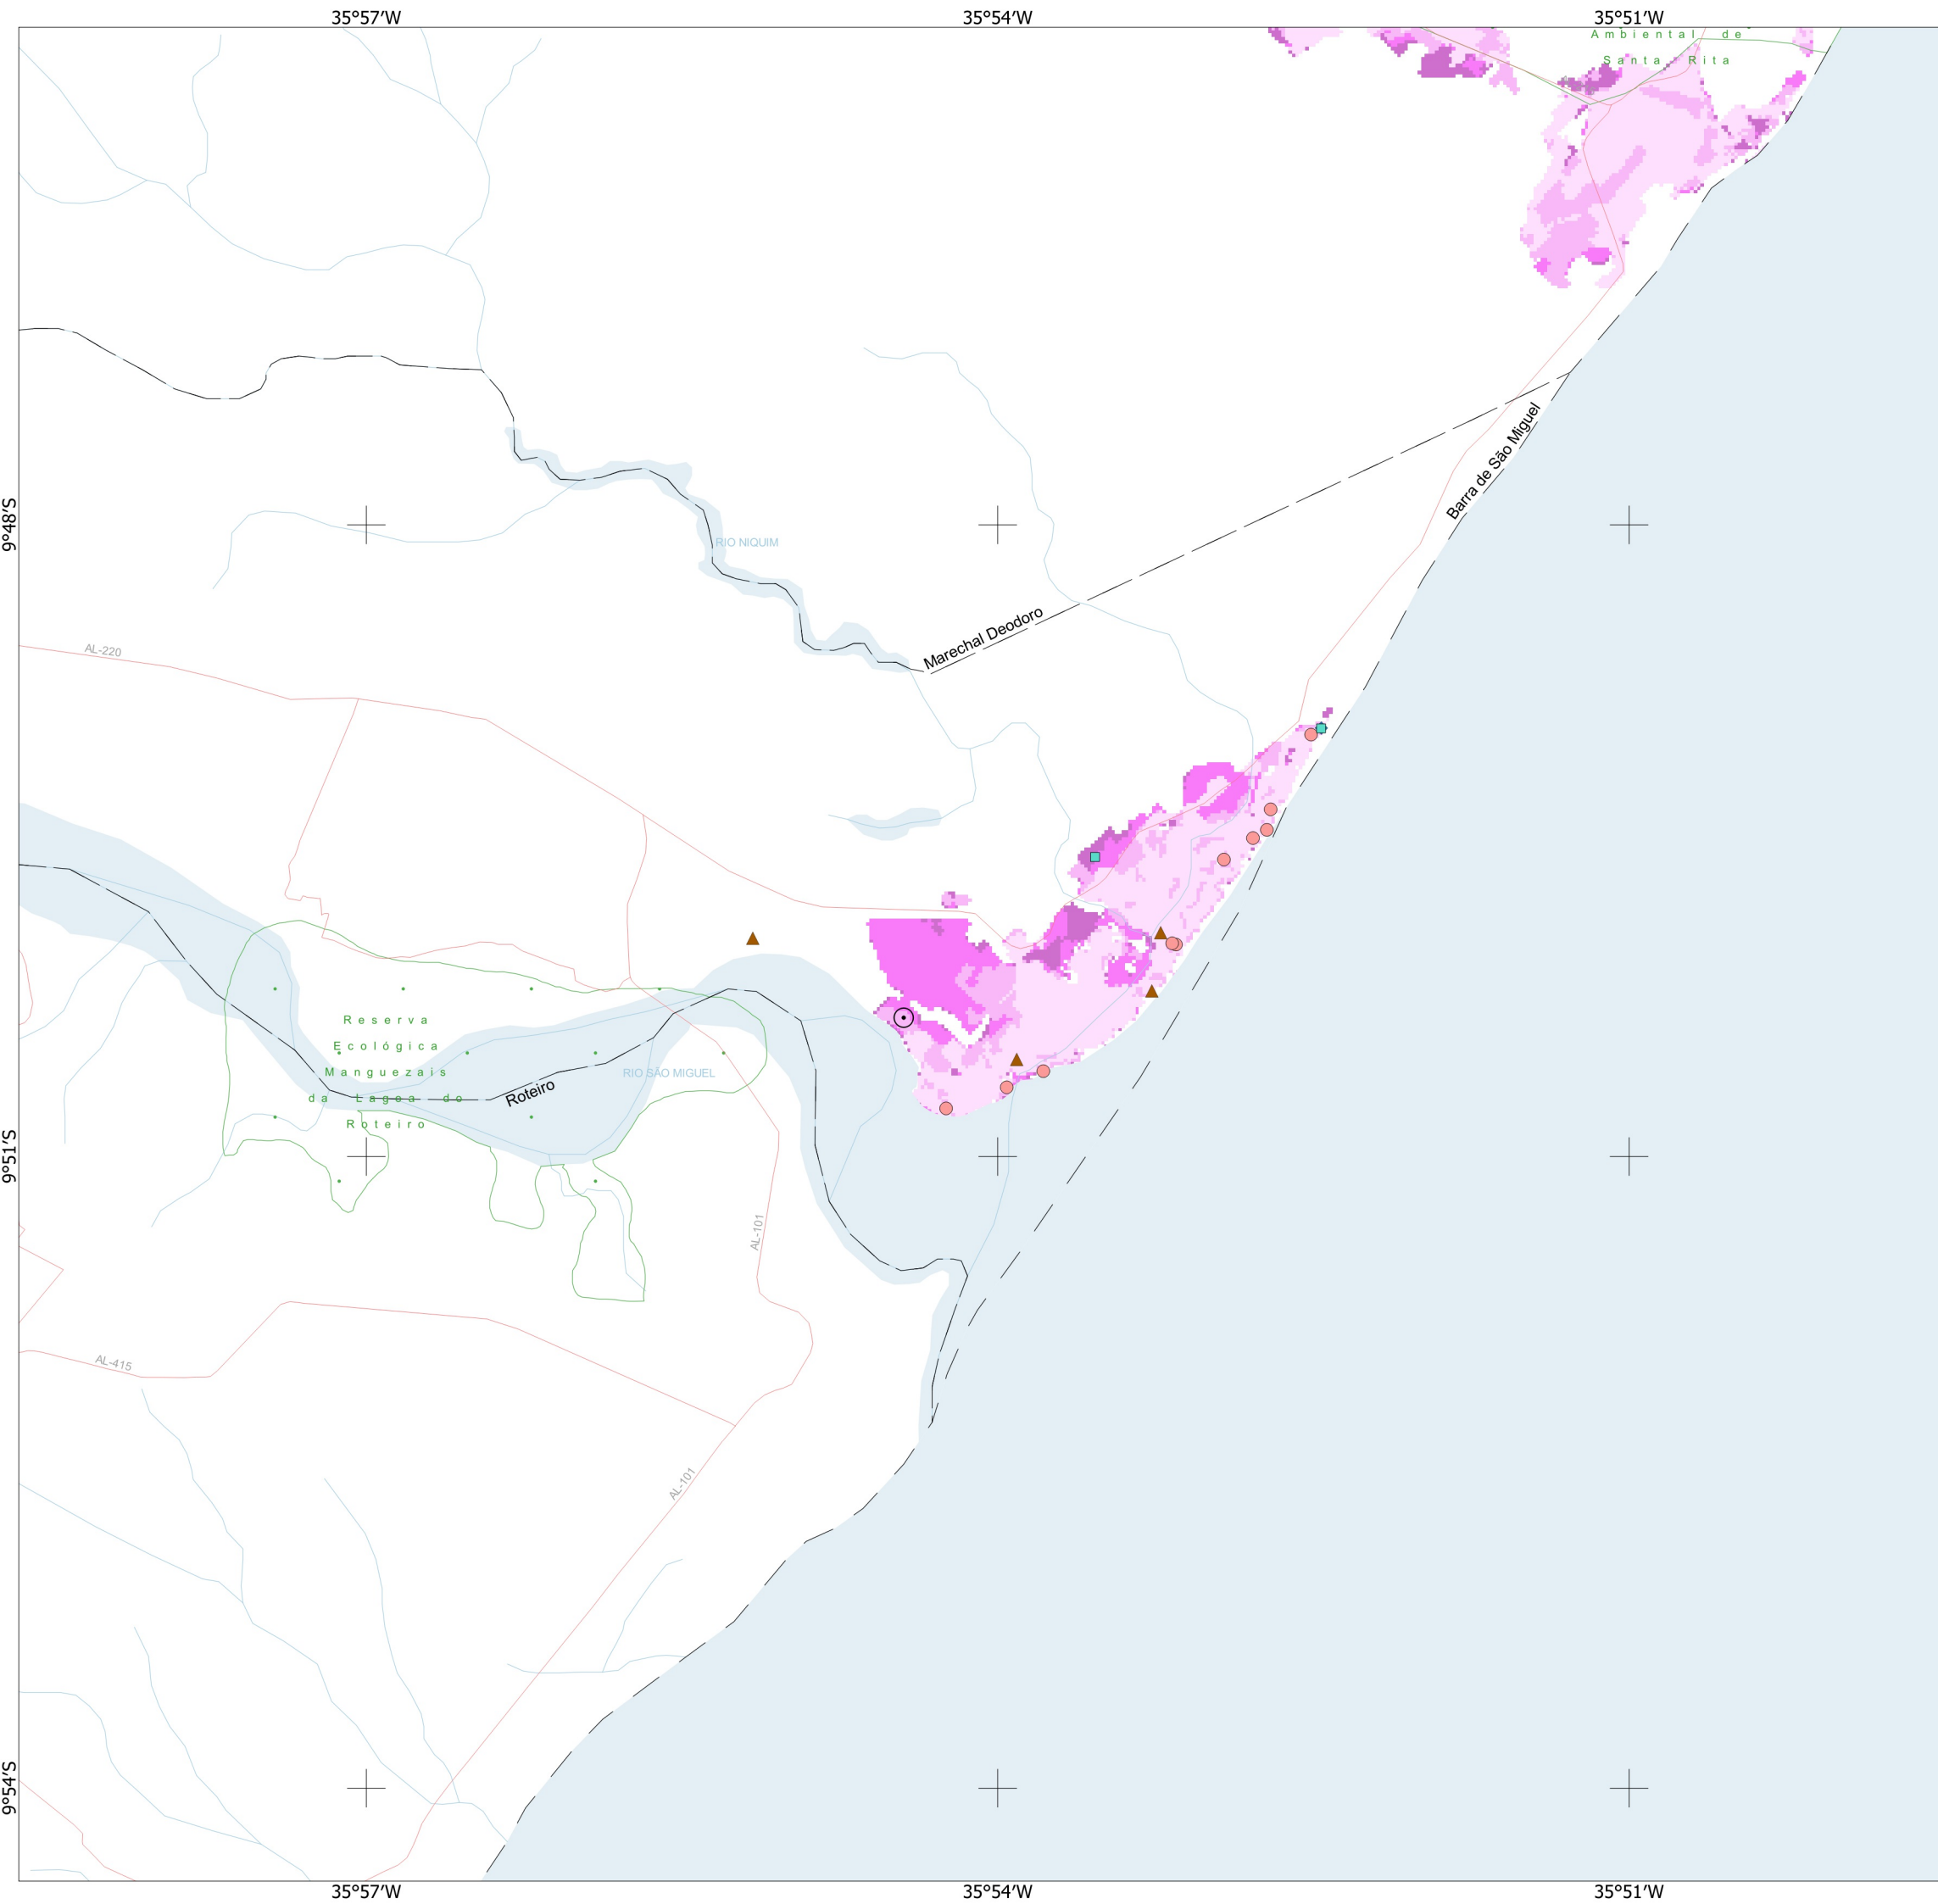 35°57'W
35°54'W
35°51'W
Ambiental de
Santa Rita
Barra de São Miguel
9°48'S
RIO NIQUIM
Marechal Deodoro
AL-220
Reserva
Ecológica
Manguezais
da Lagoa do
Roteiro
RIO SÃO MIGUEL
Roteiro
9°51'S
AL-101
AL-415
AL-101
9°54'S
35°57'W
35°54'W
35°51'W